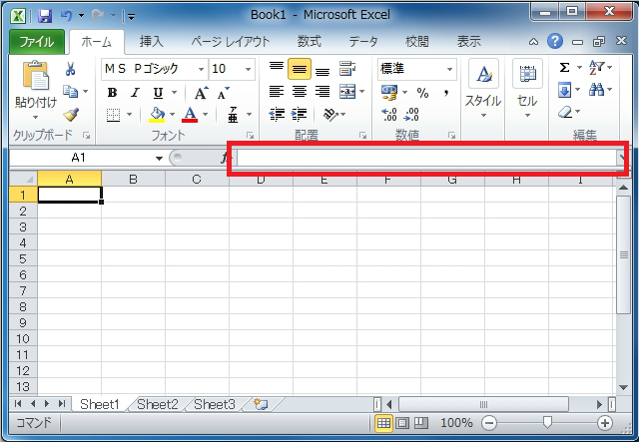 Book1 - Microsoft Excel
ファイル ホーム 挿入 ページ レイアウト 数式 データ 校閲 表示
貼り付け ＭＳ Ｐゴシック 10 標準 スタイル セル
B I U A A % ,
A 亜 .0 .00 .00 .0
Σ A Z
クリップボード フォント 配置 数値 編集
A1
A B C D E F G H I
1
2
3
4
5
6
7
8
9
10
11
12
13
Sheet1 Sheet2 Sheet3
コマンド 100%